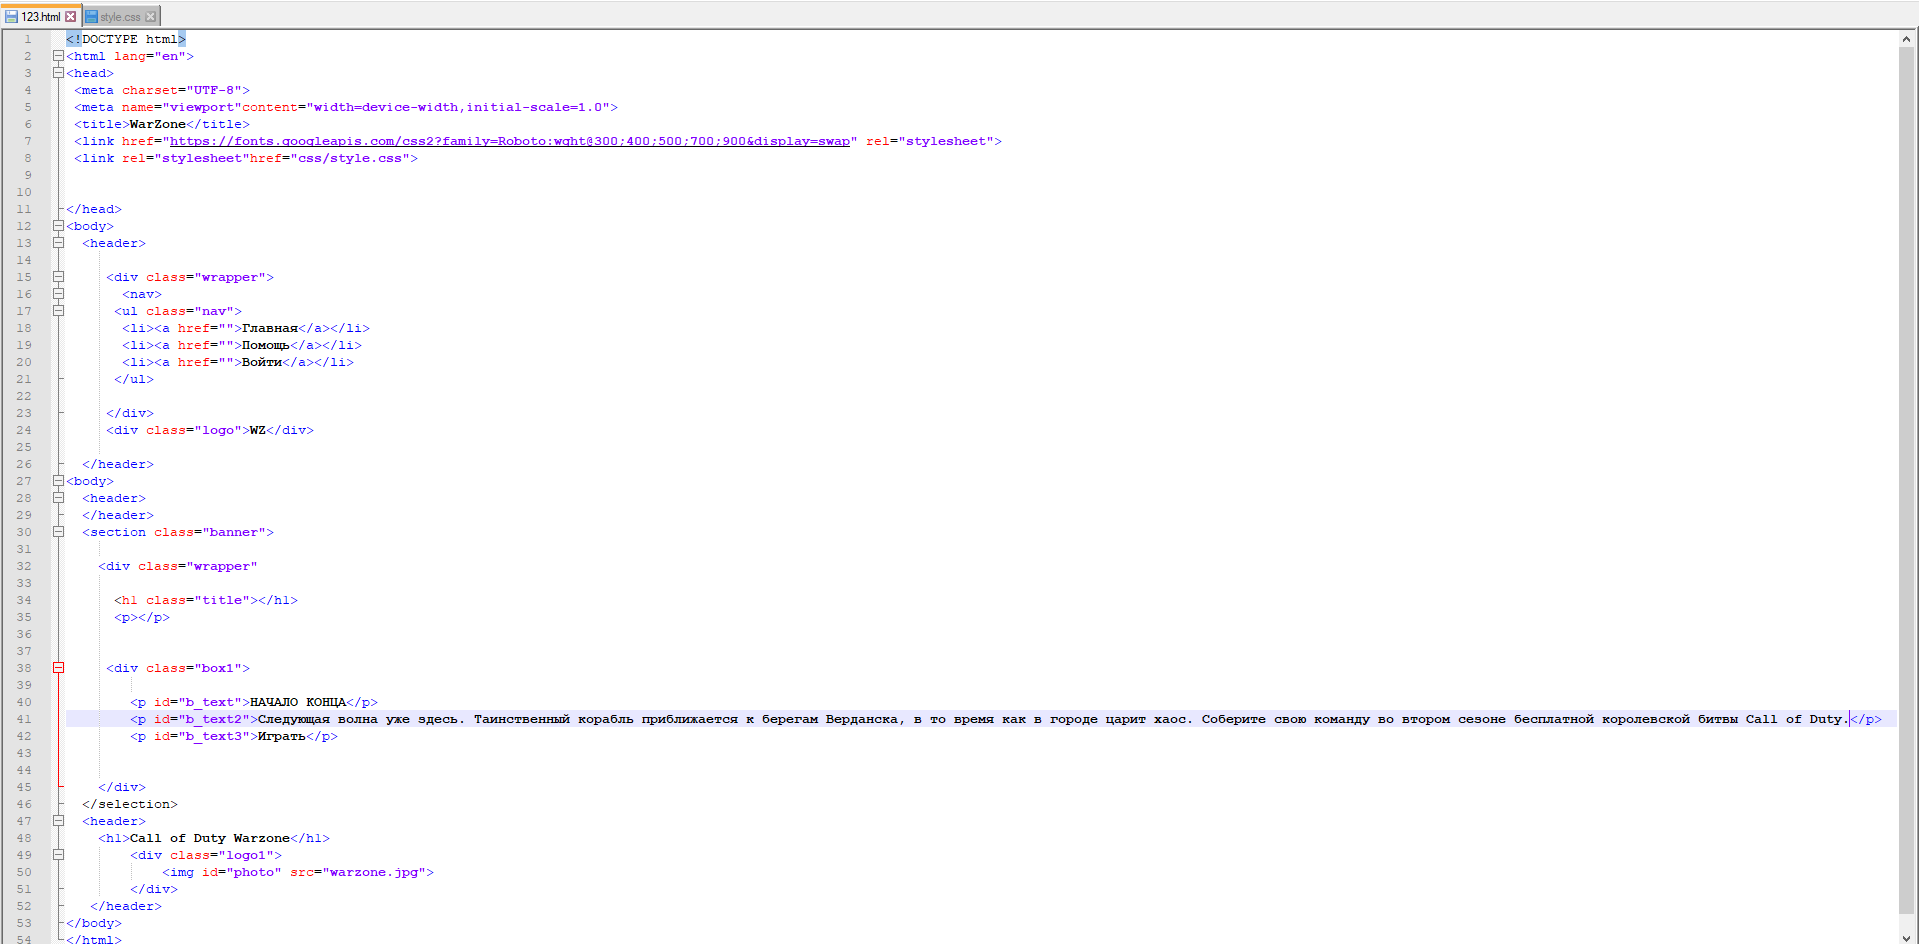 123.html style.css
1 <!DOCTYPE html>
2 <html lang="en">
3 <head>
4 <meta charset="UTF-8">
5 <meta name="viewport"content="width=device-width,initial-scale=1.0">
6 <title>WarZone</title>
7 <link href="https://fonts.googleapis.com/css2?family=Roboto:wght@300;400;500;700;900&display=swap" rel="stylesheet">
8 <link rel="stylesheet"href="css/style.css">
9
10
11 </head>
12 <body>
13 <header>
14
15 <div class="wrapper">
16 <nav>
17 <ul class="nav">
18 <li><a href="">Главная</a></li>
19 <li><a href="">Помощь</a></li>
20 <li><a href="">Войти</a></li>
21 </ul>
22
23 </div>
24 <div class="logo">WZ</div>
25
26 </header>
27 <body>
28 <header>
29 </header>
30 <section class="banner">
31
32 <div class="wrapper"
33
34 <h1 class="title"></h1>
35 <p></p>
36
37
38 <div class="box1">
39
40 <p id="b_text">НАЧАЛО КОНЦА</p>
41 <p id="b_text2">Следующая волна уже здесь. Таинственный корабль приближается к берегам Верданска, в то время как в городе царит хаос. Соберите свою команду во втором сезоне бесплатной королевской битвы Call of Duty.</p>
42 <p id="b_text3">Играть</p>
43
44
45 </div>
46 </selection>
47 <header>
48 <h1>Call of Duty Warzone</h1>
49 <div class="logo1">
50 <img id="photo" src="warzone.jpg">
51 </div>
52 </header>
53 </body>
54 </html>